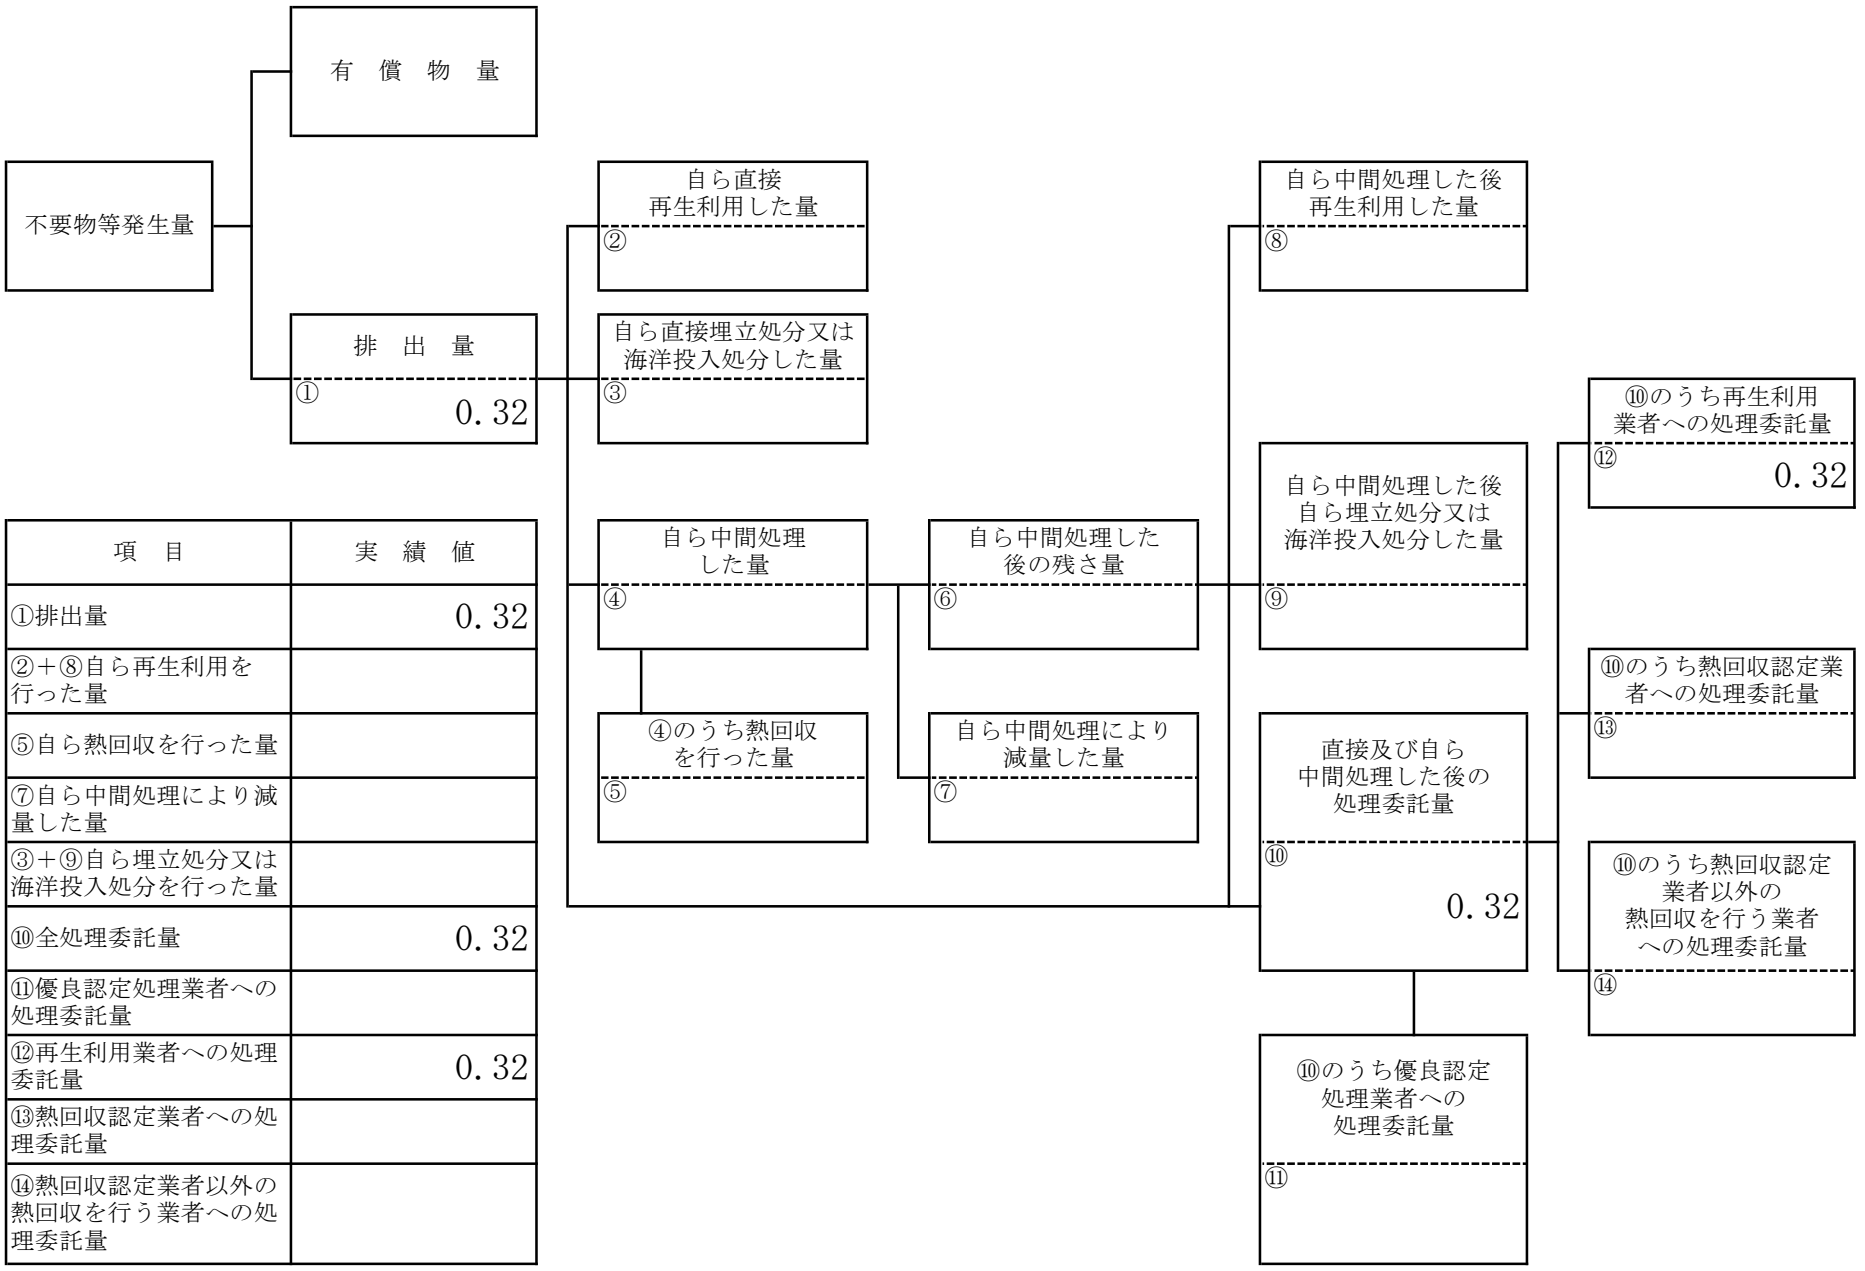 有 償 物 量
不要物等発生量
排 出 量
①
0.32
自ら直接
再生利用した量
②
自ら直接埋立処分又は
海洋投入処分した量
③
自ら中間処理
した量
④
④のうち熱回収
を行った量
⑤
自ら中間処理した
後の残さ量
⑥
自ら中間処理により
減量した量
⑦
自ら中間処理した後
再生利用した量
⑧
自ら中間処理した後
自ら埋立処分又は
海洋投入処分した量
⑨
直接及び自ら
中間処理した後の
処理委託量
⑩
0.32
⑩のうち優良認定
処理業者への
処理委託量
⑪
⑩のうち再生利用
業者への処理委託量
⑫
0.32
⑩のうち熱回収認定業
者への処理委託量
⑬
⑩のうち熱回収認定
業者以外の
熱回収を行う業者
への処理委託量
⑭
項 目 実 績 値
①排出量 0.32
②+⑧自ら再生利用を
行った量
⑤自ら熱回収を行った量
⑦自ら中間処理により減
量した量
③+⑨自ら埋立処分又は
海洋投入処分を行った量
⑩全処理委託量 0.32
⑪優良認定処理業者への
処理委託量
⑫再生利用業者への処理
委託量 0.32
⑬熱回収認定業者への処
理委託量
⑭熱回収認定業者以外の
熱回収を行う業者への処
理委託量